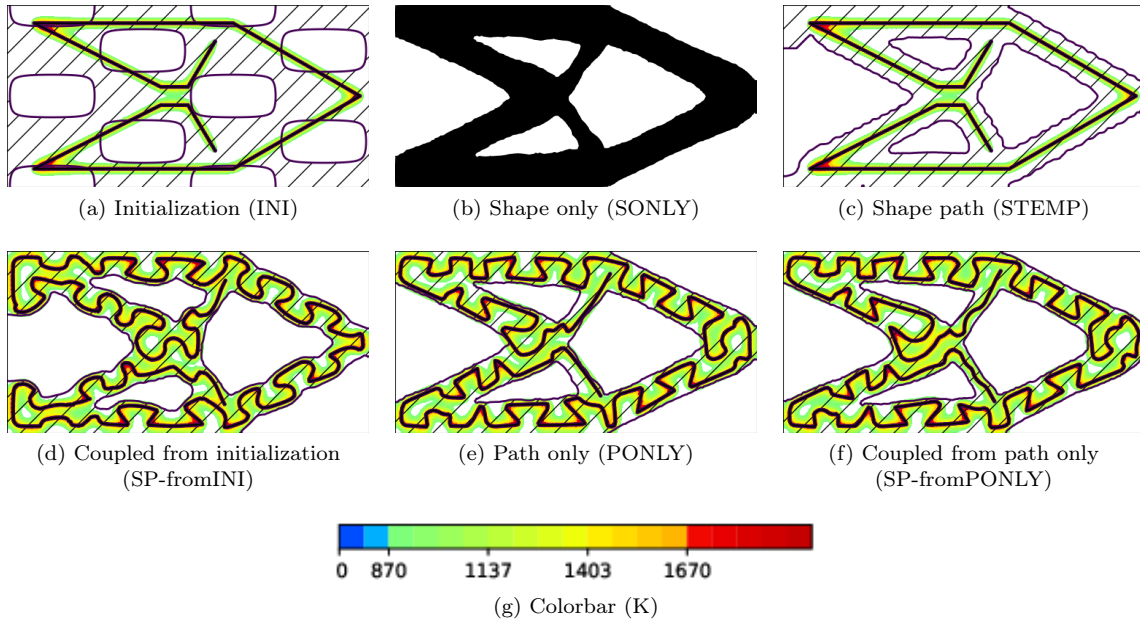 (a) Initialization (INI)
(b) Shape only (SONLY)
(c) Shape path (STEMP)
(d) Coupled from initialization
(SP-fromINI)
(e) Path only (PONLY)
(f) Coupled from path only
(SP-fromPONLY)
0 870 1137 1403 1670
(g) Colorbar (K)